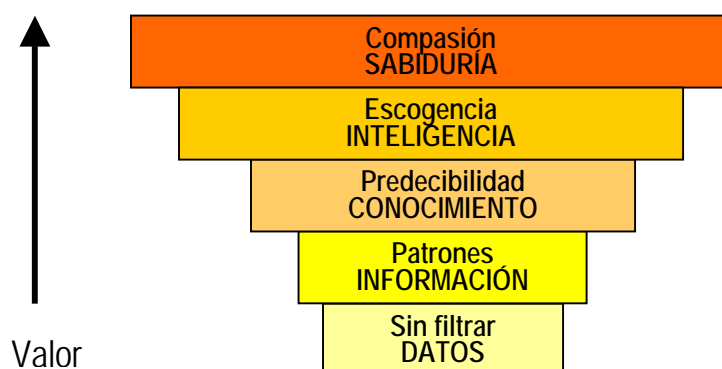 Compasión
SABIDURÍA
Escogencia
INTELIGENCIA
Predecibilidad
CONOCIMIENTO
Patrones
INFORMACIÓN
Sin filtrar
DATOS
Valor